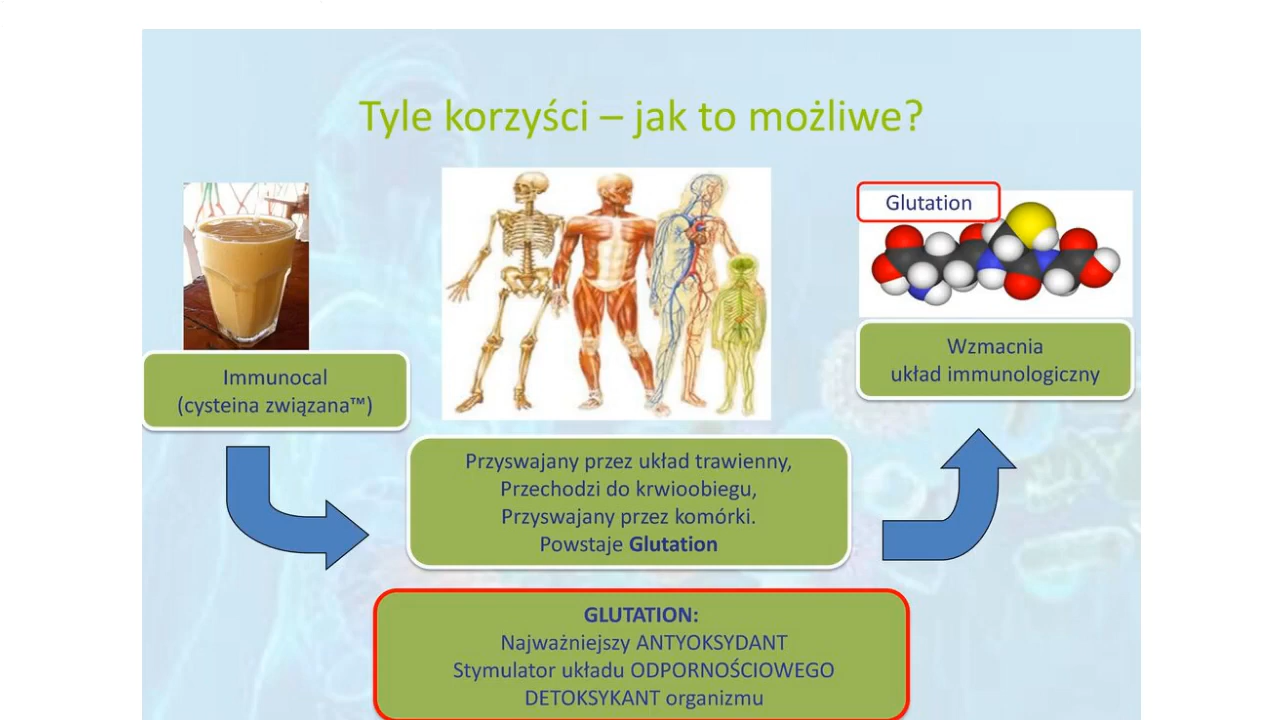 Tyle korzyści – jak to możliwe?
Glutation
Immunocal
(cysteina związana™)
Wzmacnia
układ immunologiczny
Przyswajany przez układ trawienny,
Przechodzi do krwioobiegu,
Przyswajany przez komórki.
Powstaje Glutation
GLUTATION:
Najważniejszy ANTYOKSYDANT
Stymulator układu ODPORNOŚCIOWEGO
DETOKSYKANT organizmu